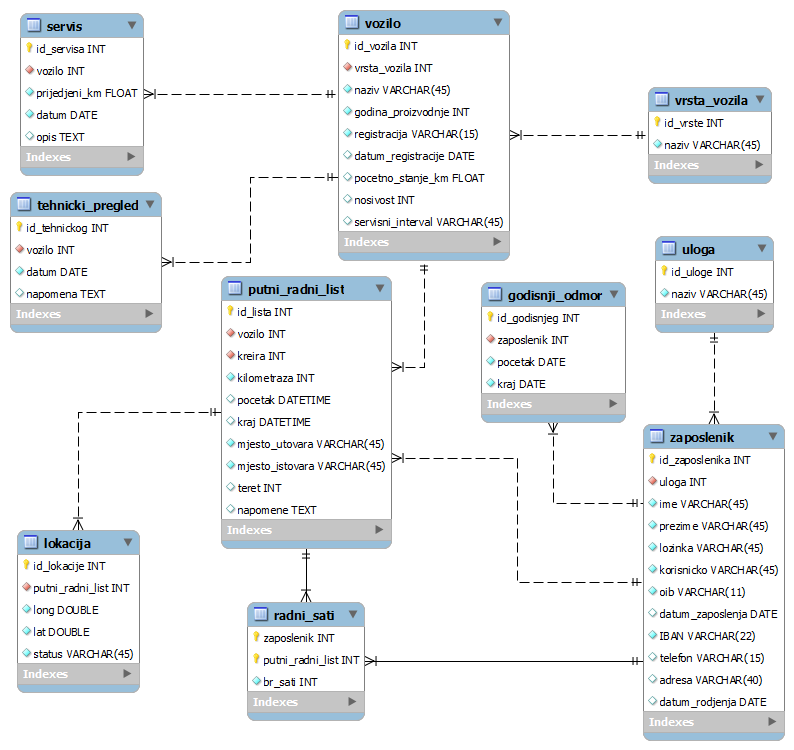 servis
id_servisa INT
vozilo INT
prijedjeni_km FLOAT
datum DATE
opis TEXT
Indexes
vozilo
id_vozila INT
vrsta_vozila INT
naziv VARCHAR(45)
godina_proizvodnje INT
registracija VARCHAR(15)
datum_registracije DATE
pocetno_stanje_km FLOAT
nosivost INT
servisni_interval VARCHAR(45)
Indexes
vrsta_vozila
id_vrste INT
naziv VARCHAR(45)
Indexes
tehnicki_pregled
id_tehnickog INT
vozilo INT
datum DATE
napomena TEXT
Indexes
uloga
id_uloge INT
naziv VARCHAR(45)
Indexes
putni_radni_list
id_lista INT
vozilo INT
kreira INT
kilometraza INT
pocetak DATETIME
kraj DATETIME
mjesto_utovara VARCHAR(45)
mjesto_istovara VARCHAR(45)
teret INT
napomene TEXT
Indexes
godisnji_odmor
id_godisnjeg INT
zaposlenik INT
pocetak DATE
kraj DATE
Indexes
zaposlenik
id_zaposlenika INT
uloga INT
ime VARCHAR(45)
prezime VARCHAR(45)
lozinka VARCHAR(45)
korisnicko VARCHAR(45)
oib VARCHAR(11)
datum_zaposlenja DATE
IBAN VARCHAR(22)
telefon VARCHAR(15)
adresa VARCHAR(40)
datum_rodjenja DATE
Indexes
lokacija
id_lokacije INT
putni_radni_list INT
long DOUBLE
lat DOUBLE
status VARCHAR(45)
Indexes
radni_sati
zaposlenik INT
putni_radni_list INT
br_sati INT
Indexes